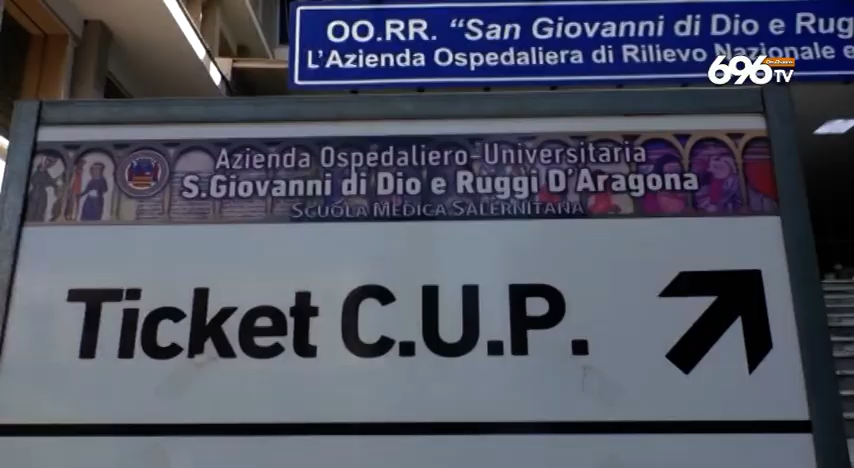 OO.RR. “San Giovanni di Dio e Rugg
L'Azienda Ospedaliera di Rilievo Nazionale e
696 TV
Azienda Ospedaliero-Universitaria
S.Giovanni di Dio e Ruggi D'Aragona
SCUOLA MEDICA SALERNITANA
Ticket C.U.P.